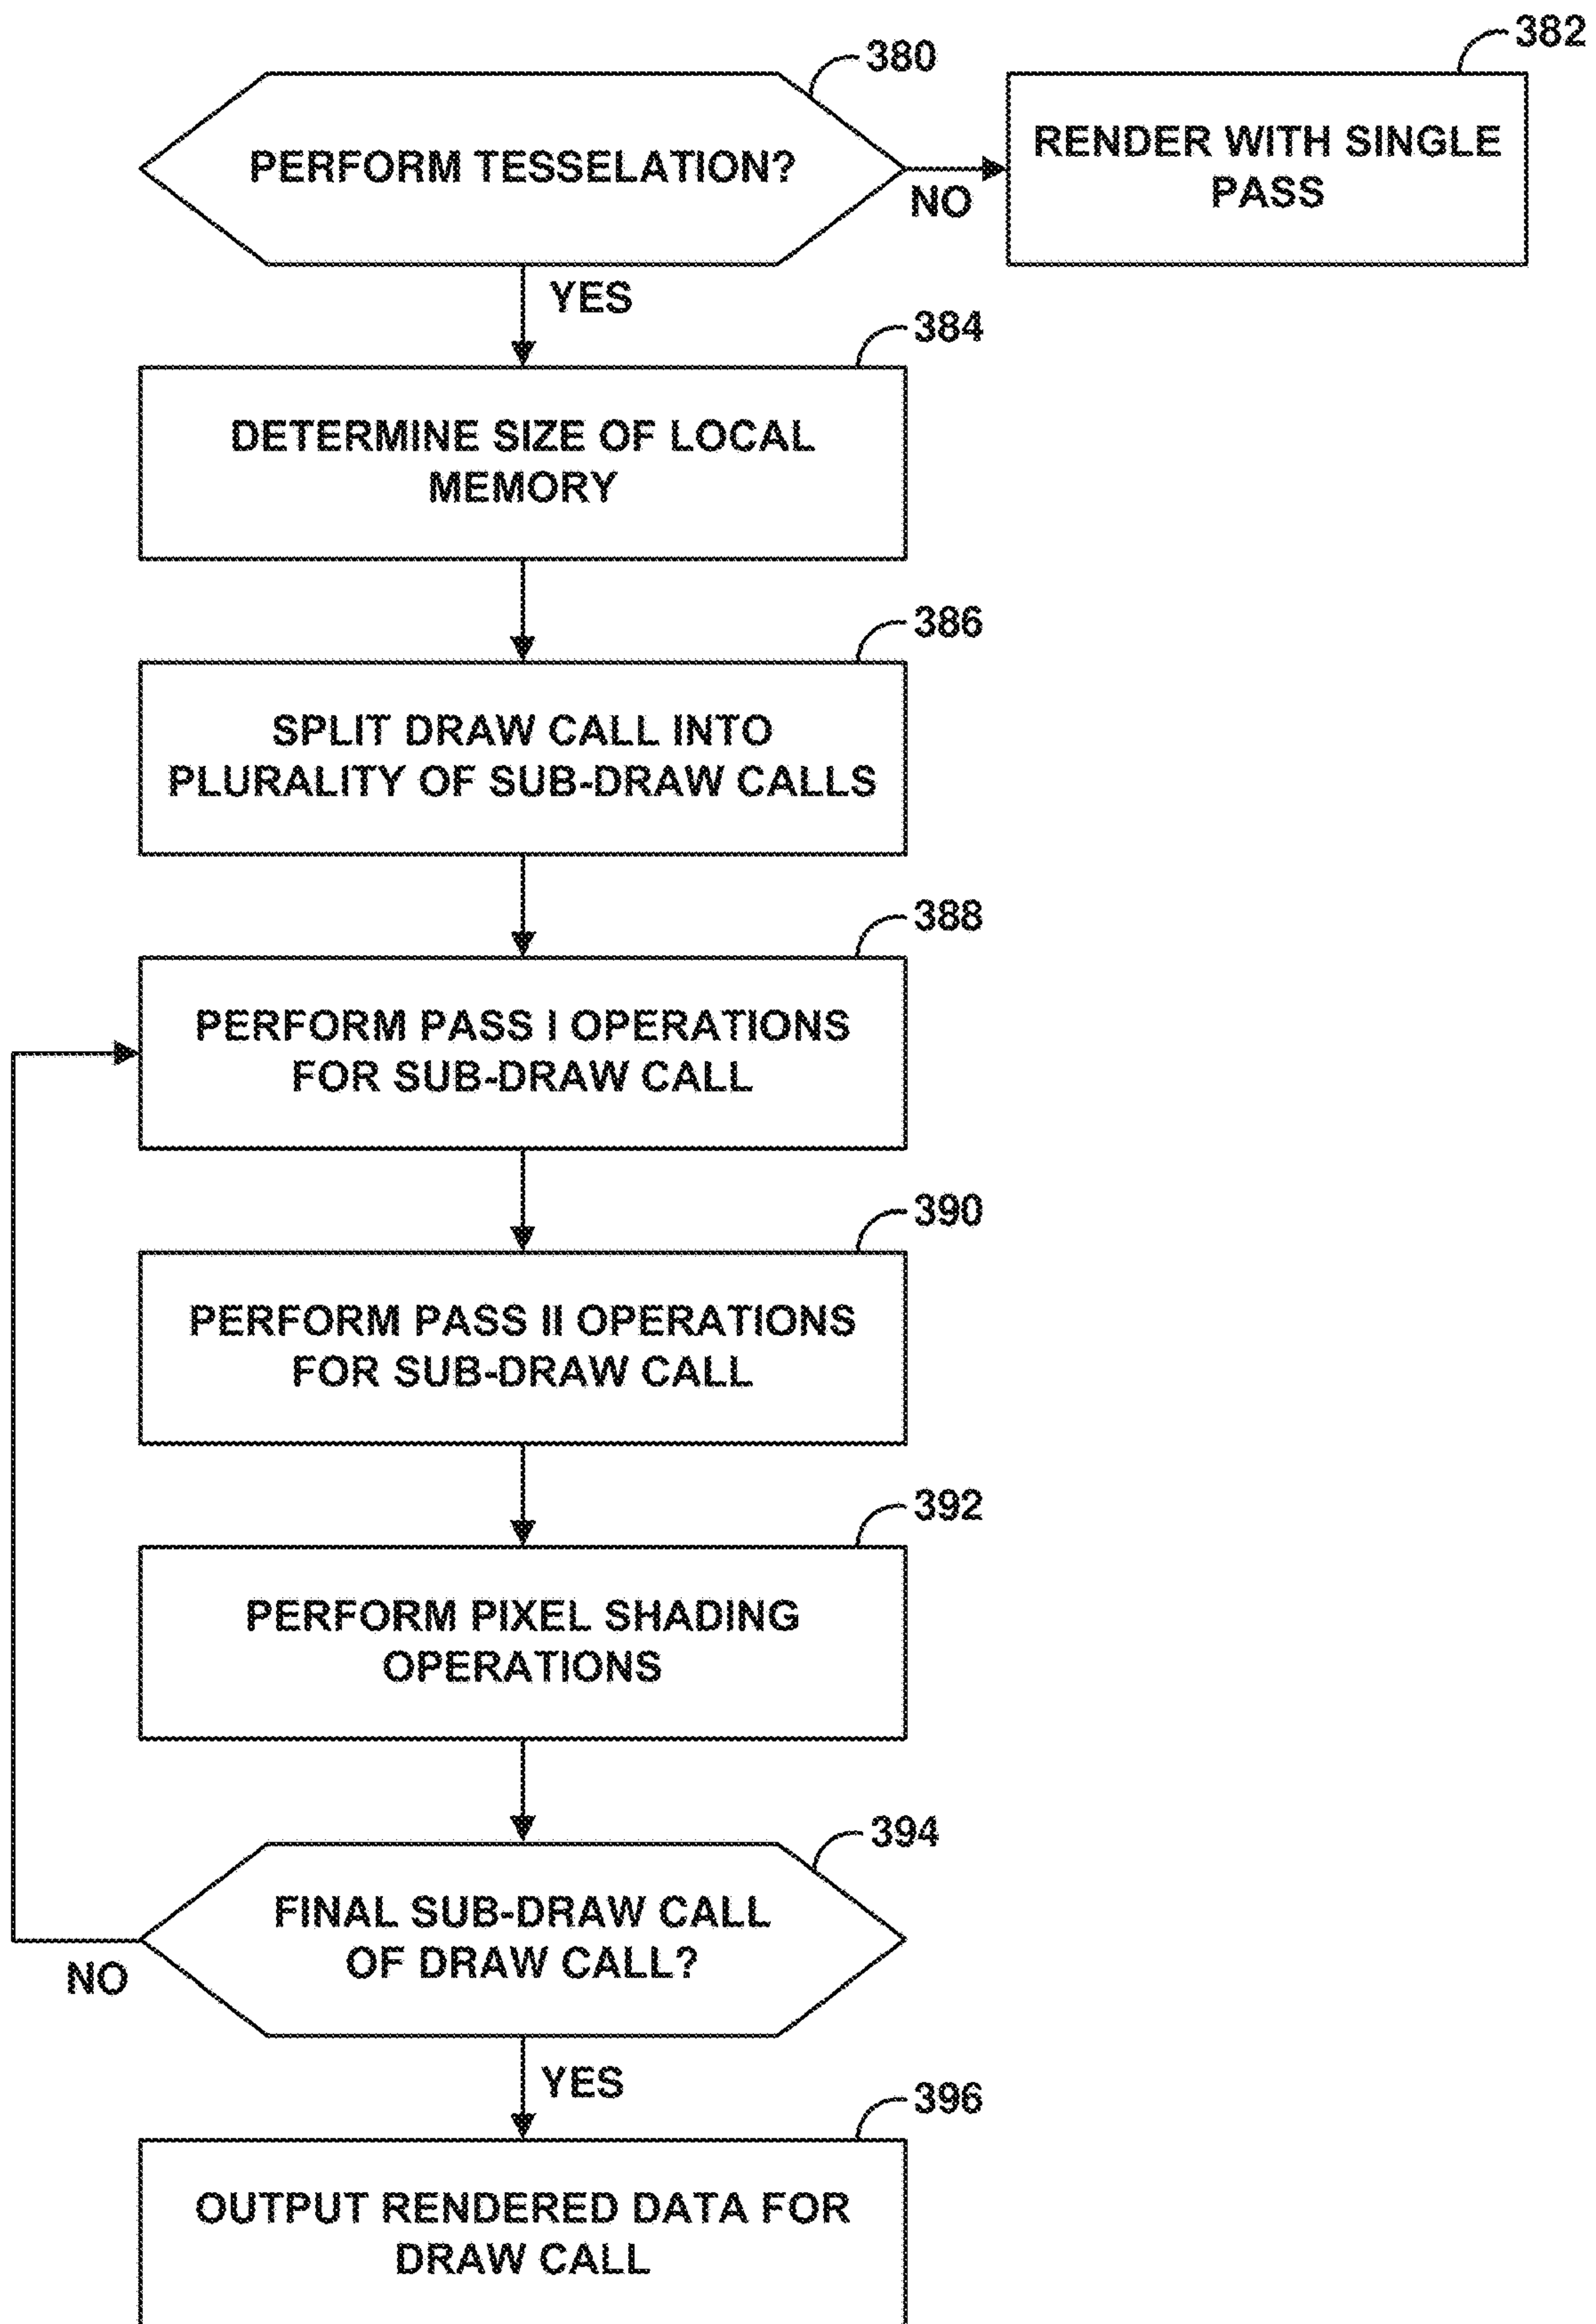 380
382
PERFORM TESSELATION?
RENDER WITH SINGLE
PASS
NO
YES
384
DETERMINE SIZE OF LOCAL
MEMORY
386
SPLIT DRAW CALL INTO
PLURALITY OF SUB-DRAW CALLS
388
PERFORM PASS I OPERATIONS
FOR SUB-DRAW CALL
390
PERFORM PASS II OPERATIONS
FOR SUB-DRAW CALL
392
PERFORM PIXEL SHADING
OPERATIONS
394
FINAL SUB-DRAW CALL
OF DRAW CALL?
NO
YES
396
OUTPUT RENDERED DATA FOR
DRAW CALL